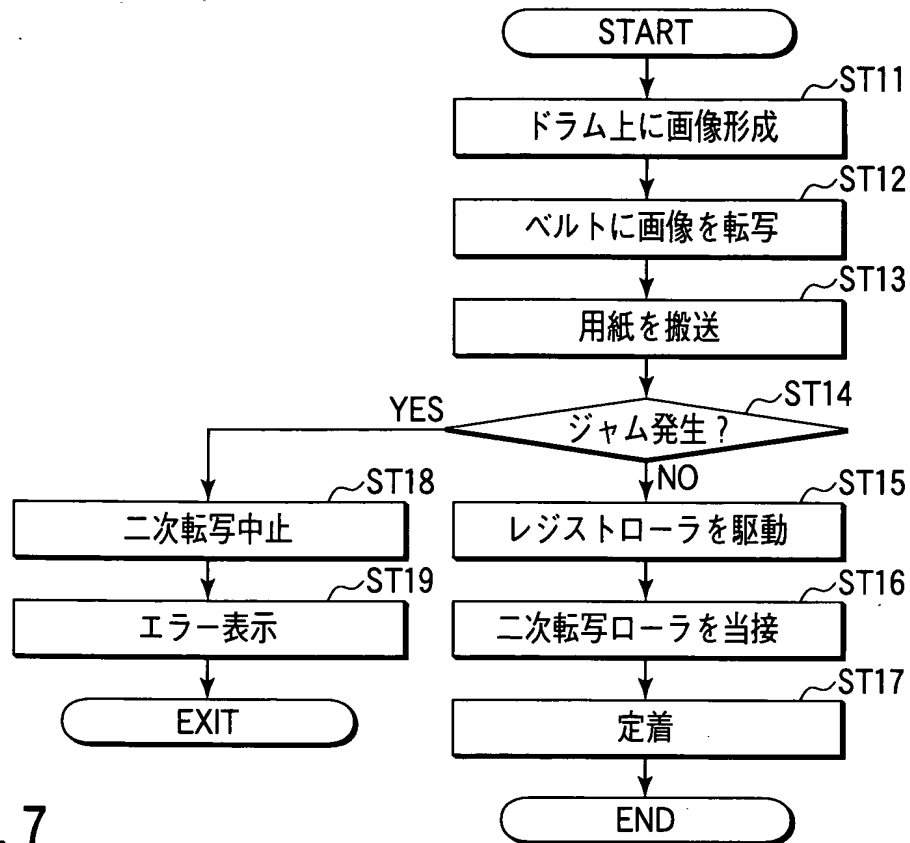 START
ST11
ドラム上に画像形成
ST12
ベルトに画像を転写
ST13
用紙を搬送
ST14
ジャム発生？
YES
NO
ST18
二次転写中止
ST15
レジストローラを駆動
ST19
エラー表示
ST16
二次転写ローラを当接
ST17
定着
EXIT
END
. 7